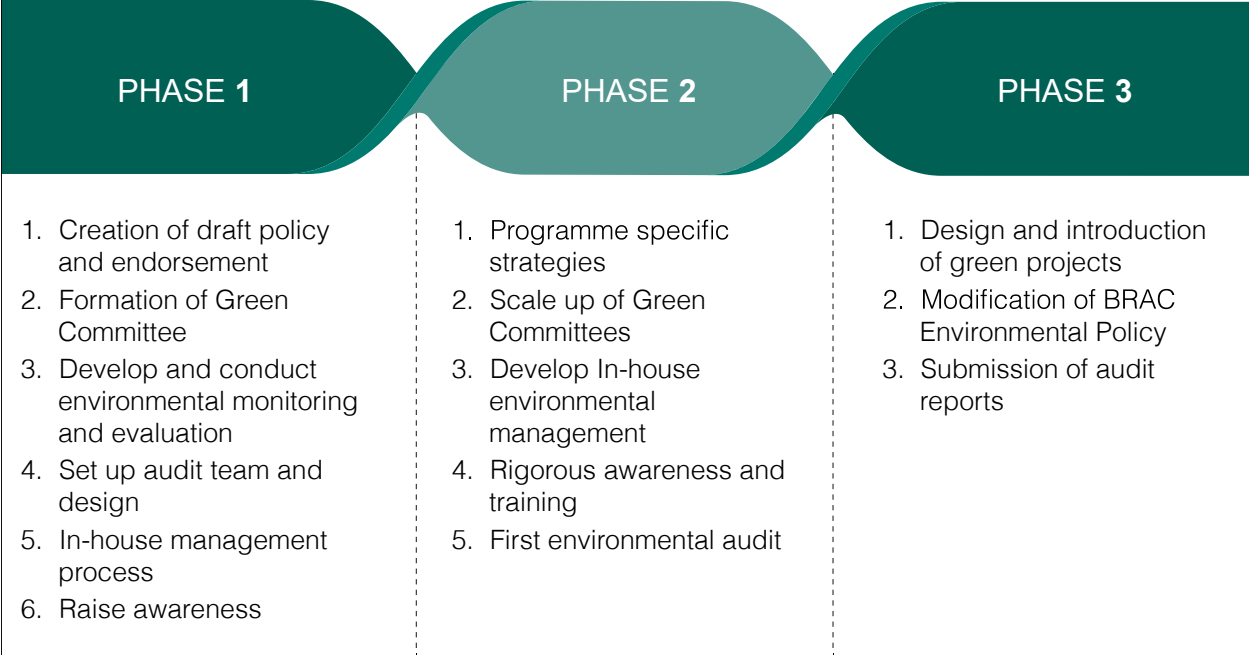 PHASE 1
1. Creation of draft policy
and endorsement
2. Formation of Green
Committee
3. Develop and conduct
environmental monitoring
and evaluation
4. Set up audit team and
design
5. In-house management
process
6. Raise awareness
PHASE 2
1. Programme specific
strategies
2. Scale up of Green
Committees
3. Develop In-house
environmental
management
4. Rigorous awareness and
training
5. First environmental audit
PHASE 3
1. Design and introduction
of green projects
2. Modification of BRAC
Environmental Policy
3. Submission of audit
reports